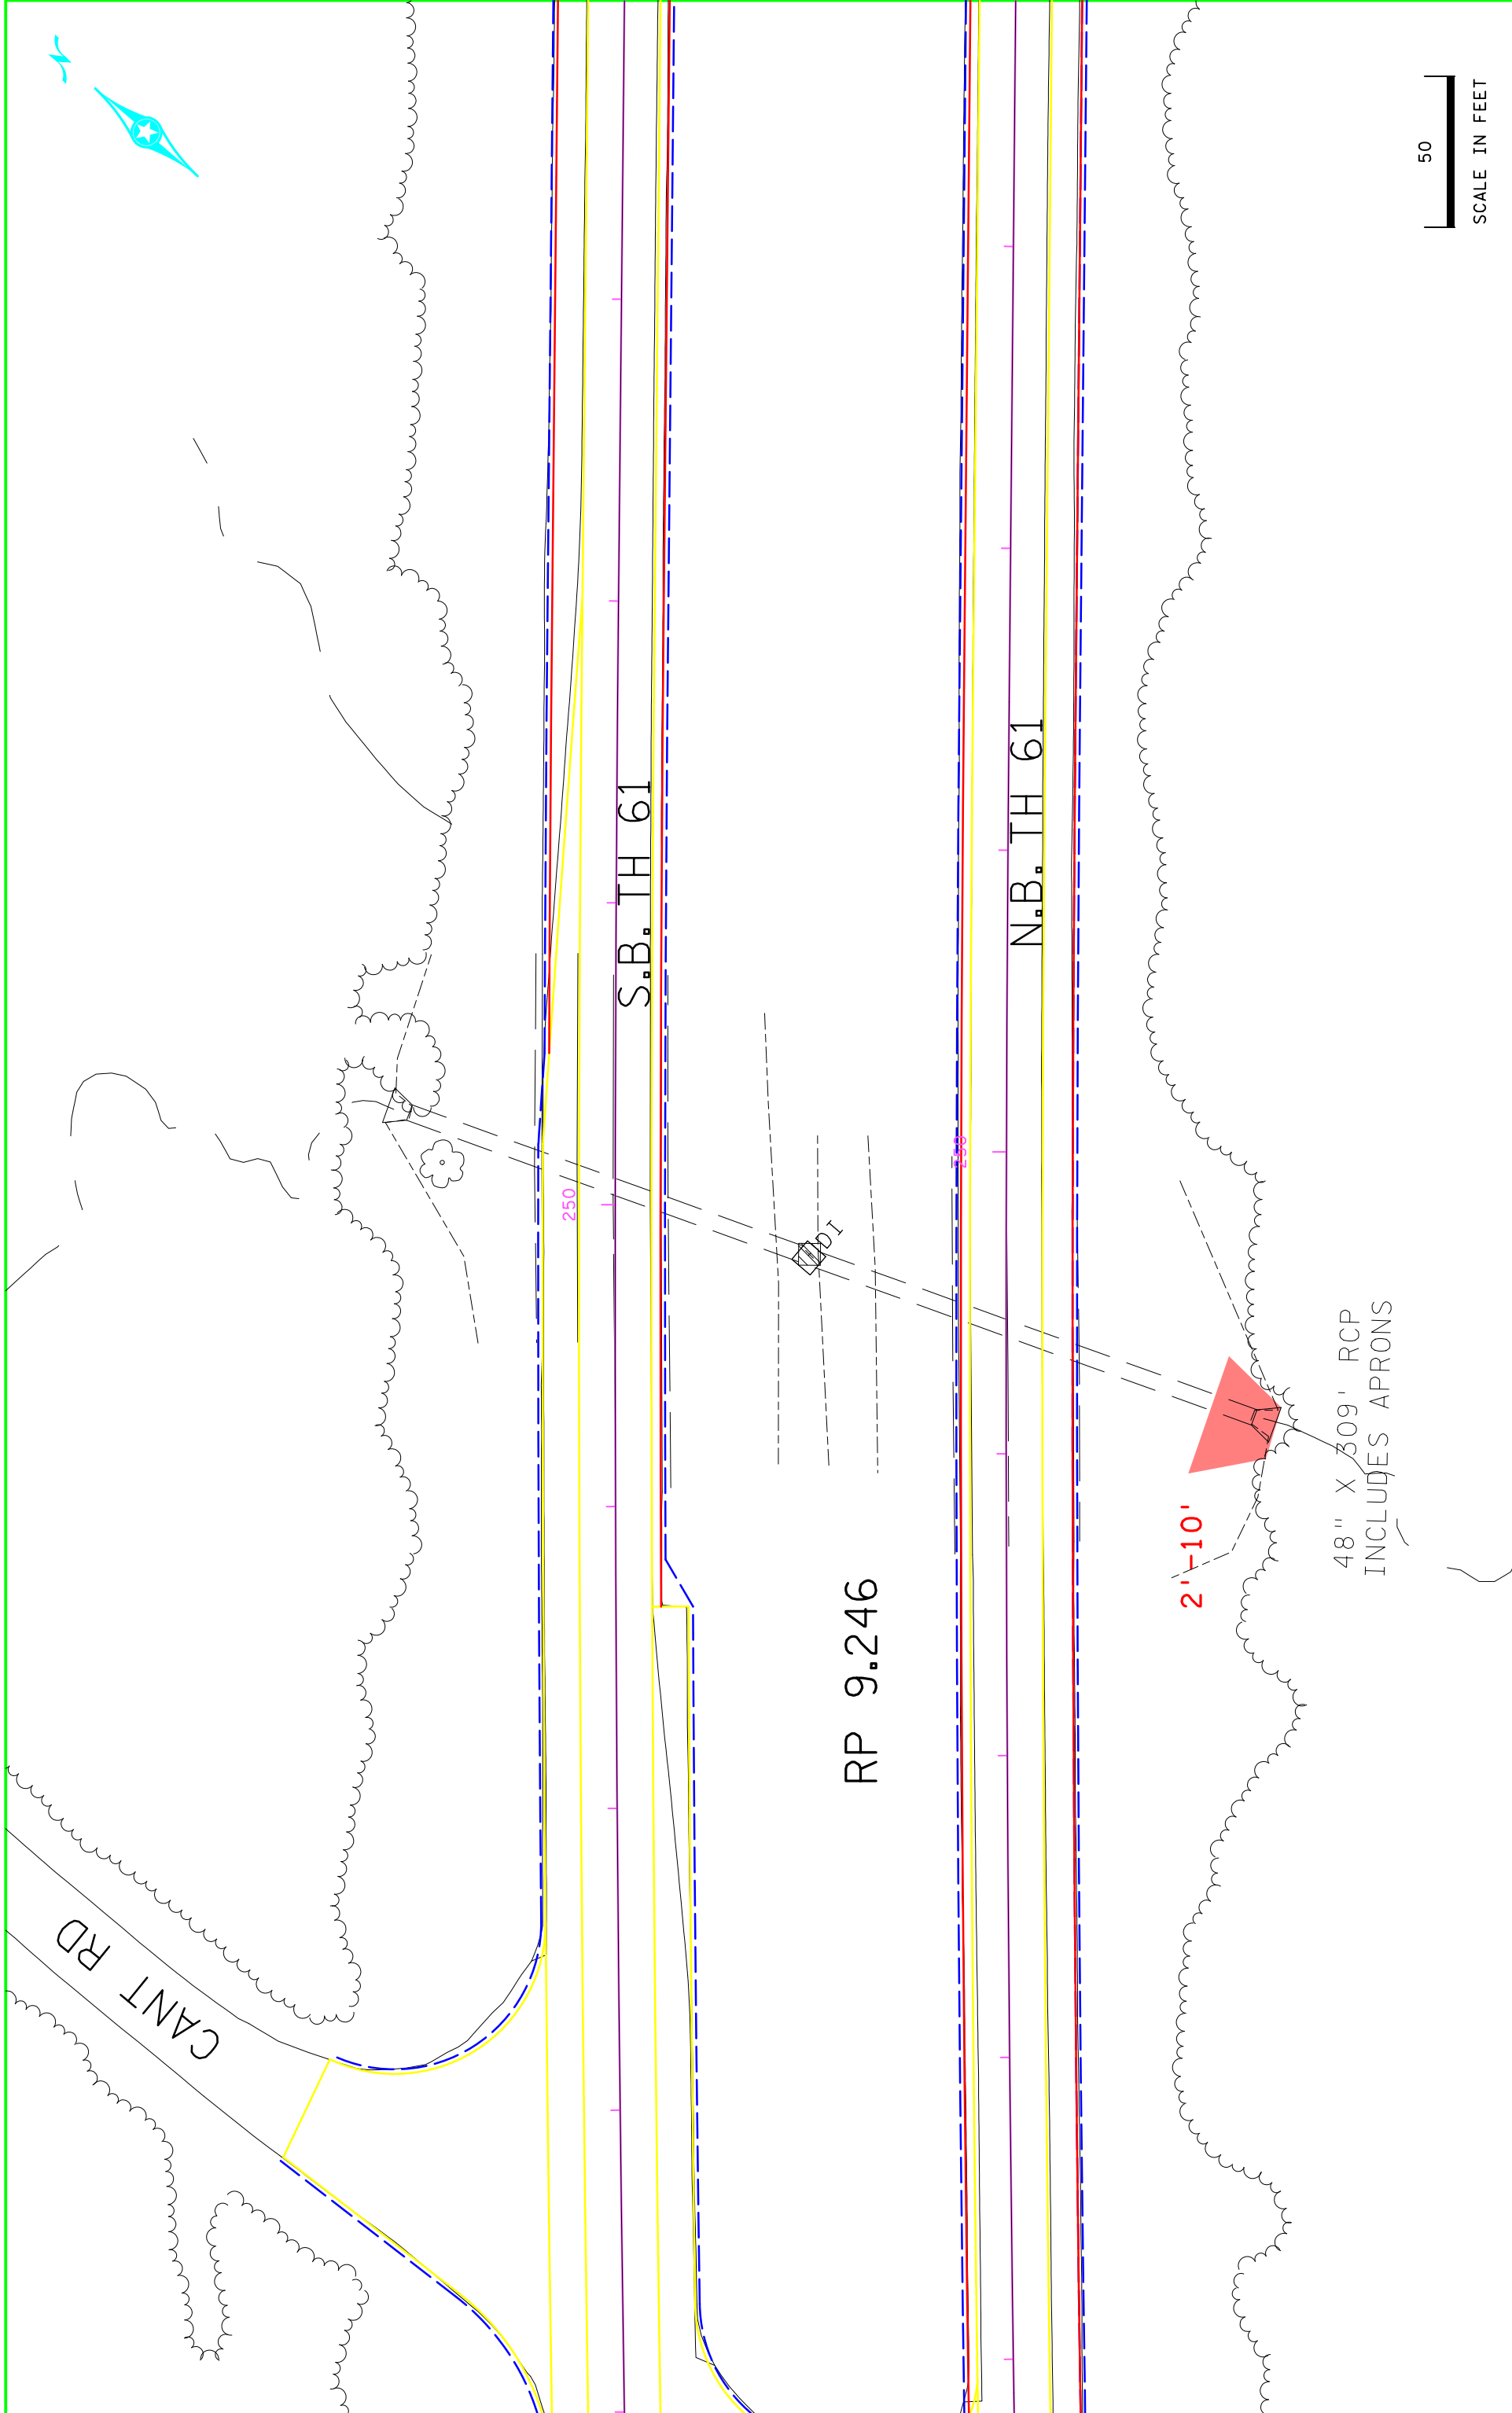 50
SCALE IN FEET
S.B. TH 61
N.B. TH 61
250
250
DI
48" X 309' RCP
INCLUDES APRONS
2'-10'
RP 9.246
CANT RD